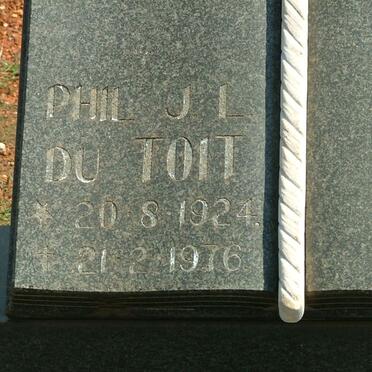 PHIL J L
DU TOIT
* 20·8·1924
† 21·2·1976